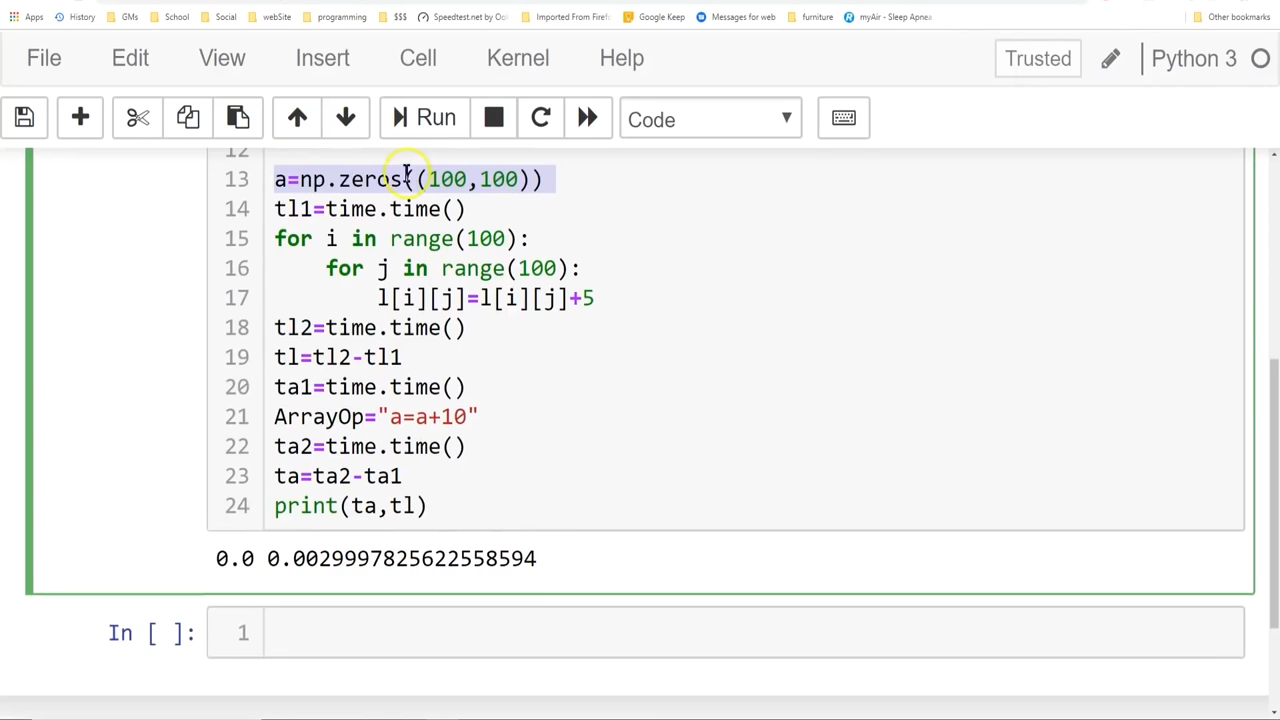 Apps History GMs School Social webSite programming $$$ Speedtest.net by Ool Imported From Firef Google Keep Messages for web furniture myAir - Sleep Apnea Other bookmarks
File Edit View Insert Cell Kernel Help Trusted Python 3
Run Code
12
13 a=np.zeros((100,100))
14 tl1=time.time()
15 for i in range(100):
16 for j in range(100):
17 l[i][j]=l[i][j]+5
18 tl2=time.time()
19 tl=tl2-tl1
20 ta1=time.time()
21 ArrayOp="a=a+10"
22 ta2=time.time()
23 ta=ta2-ta1
24 print(ta,tl)
0.0 0.0029997825622558594
In [ ]: 1